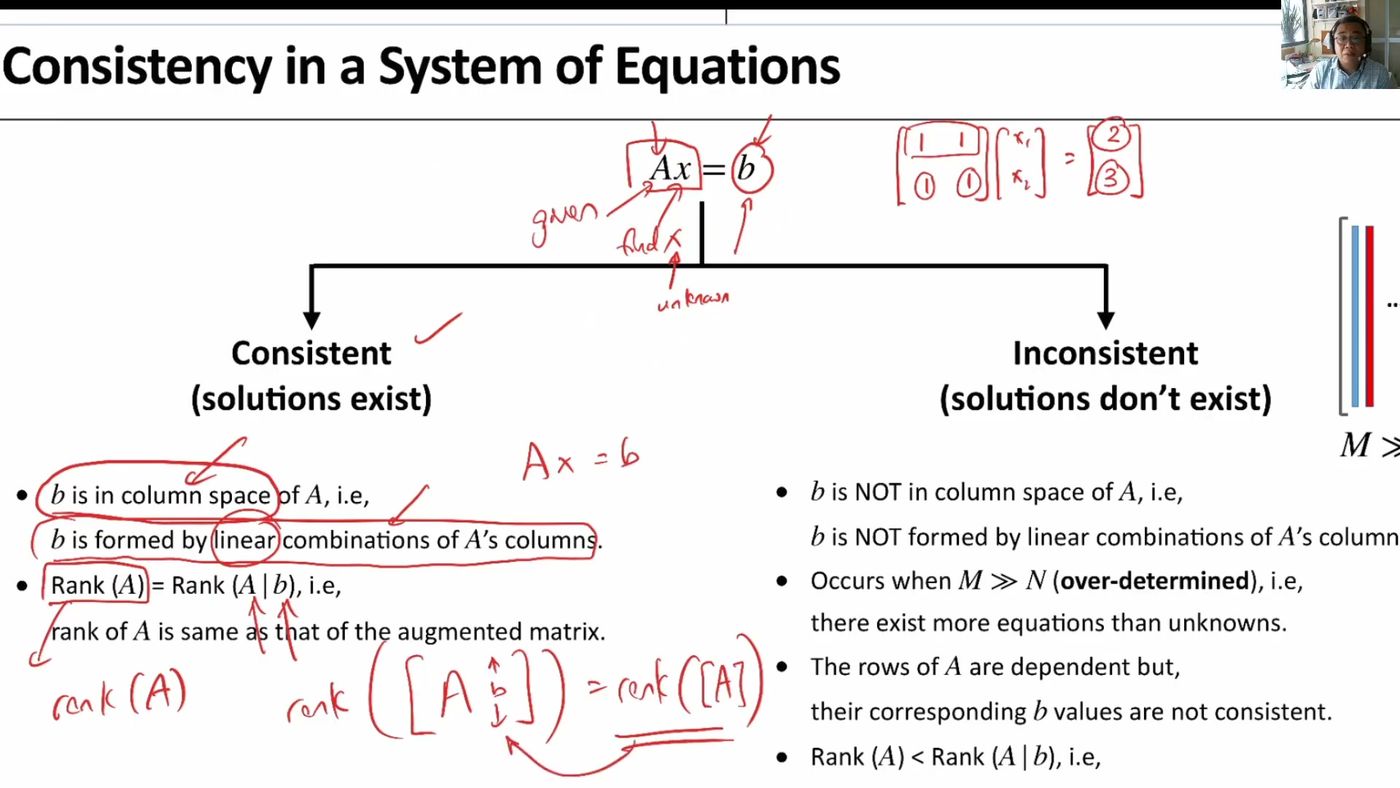 Consistency in a System of Equations
Ax = b
[1 1
1 1] [x₁
x₂] = [2
3]
given
find x
unknown
Consistent
(solutions exist)
Ax = b
• b is in column space of A, i.e,
b is formed by linear combinations of A's columns.
• Rank (A) = Rank (A | b), i.e,
rank of A is same as that of the augmented matrix.
rank (A)
rank ([A b]) = rank ([A])
Inconsistent
(solutions don't exist)
M ≫
..
• b is NOT in column space of A, i.e,
b is NOT formed by linear combinations of A's column
• Occurs when M ≫ N (over-determined), i.e,
there exist more equations than unknowns.
• The rows of A are dependent but,
their corresponding b values are not consistent.
• Rank (A) < Rank (A | b), i.e,